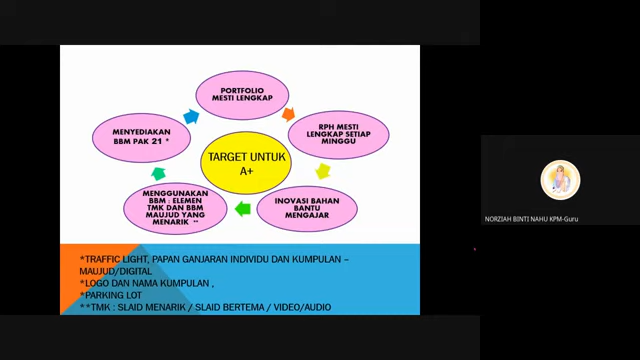 PORTFOLIO
MESTI LENGKAP
RPH MESTI
LENGKAP SETIAP
MINGGU
INOVASI BAHAN
BANTU
MENGAJAR
MENGGUNAKAN
BBM : ELEMEN
TMK DAN BBM
MAUJUD YANG
MENARIK **
MENYEDIAKAN
BBM PAK 21 *
TARGET UNTUK
A+
*TRAFFIC LIGHT, PAPAN GANJARAN INDIVIDU DAN KUMPULAN –
MAUJUD/DIGITAL
*LOGO DAN NAMA KUMPULAN ,
*PARKING LOT
**TMK : SLAID MENARIK / SLAID BERTEMA / VIDEO/AUDIO
NORZIAH BINTI NAHU KPM-Guru